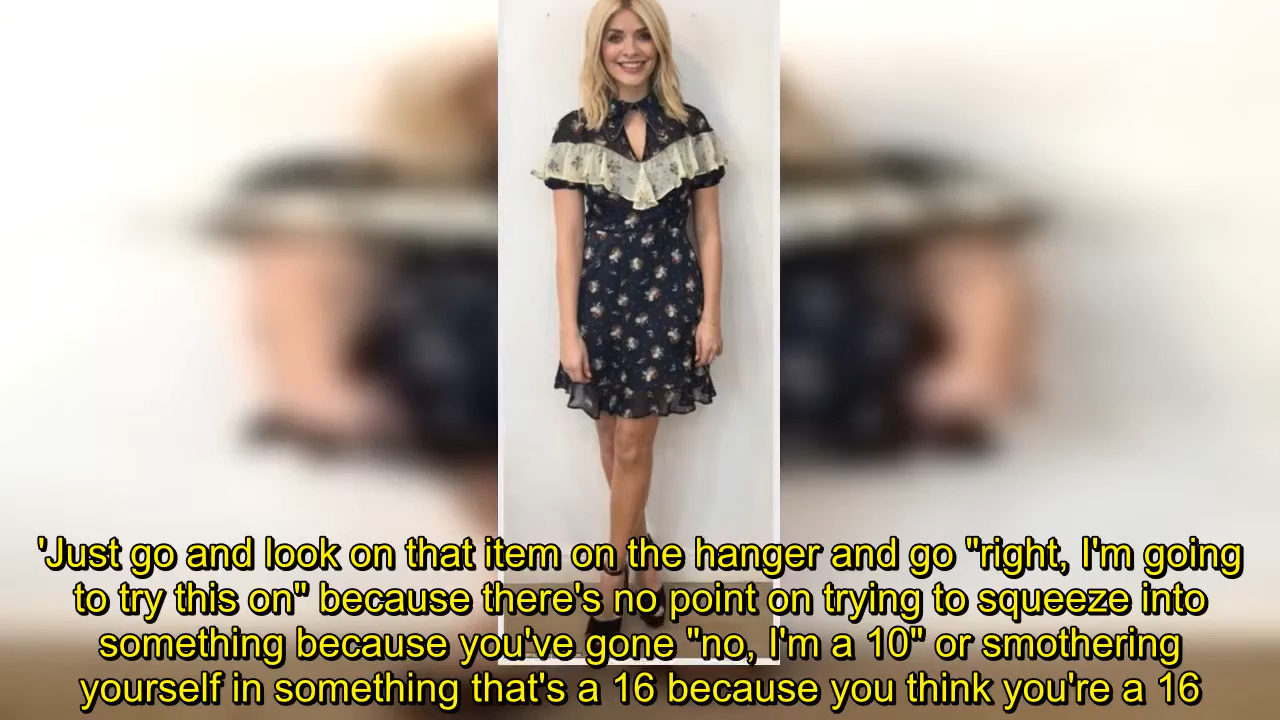 'Just go and look on that item on the hanger and go "right, I'm going
to try this on" because there's no point on trying to squeeze into
something because you've gone "no, I'm a 10" or smothering
yourself in something that's a 16 because you think you're a 16